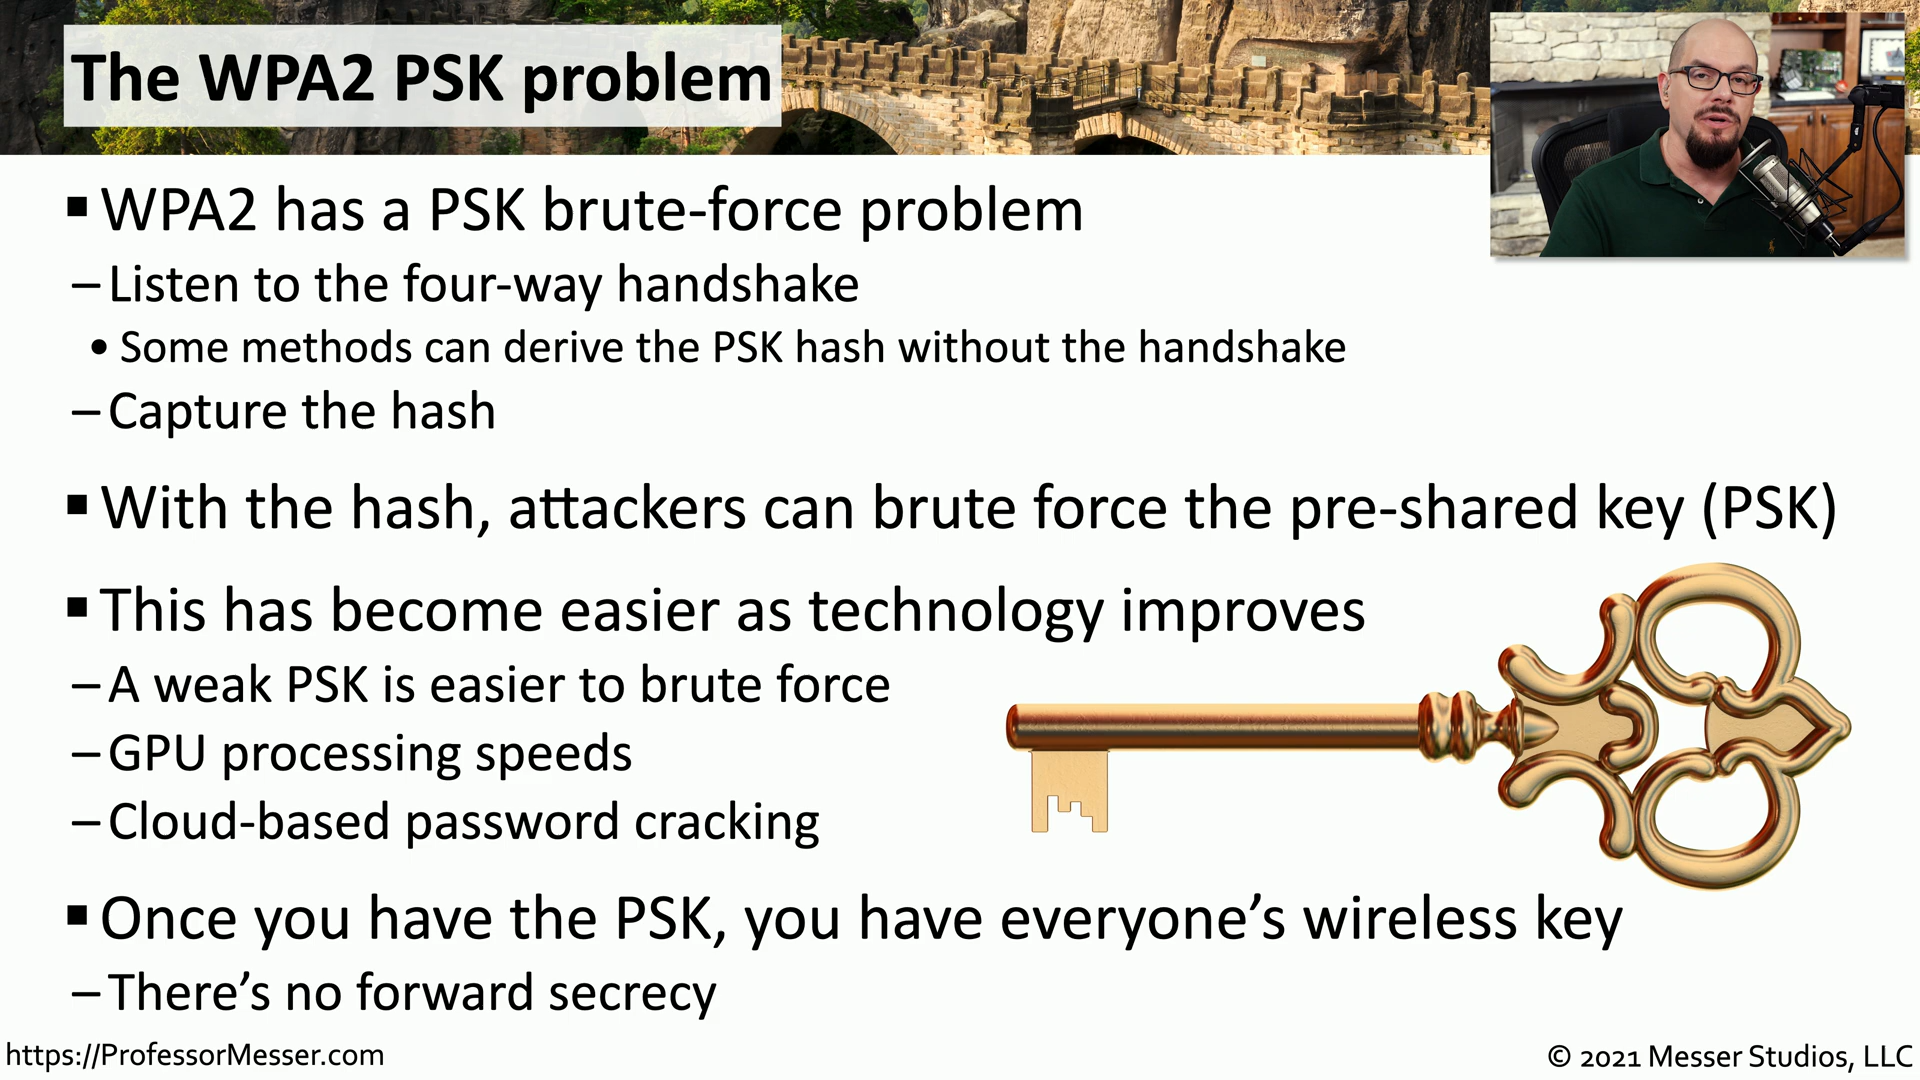 The WPA2 PSK problem
▪ WPA2 has a PSK brute-force problem
– Listen to the four-way handshake
• Some methods can derive the PSK hash without the handshake
– Capture the hash
▪ With the hash, attackers can brute force the pre-shared key (PSK)
▪ This has become easier as technology improves
– A weak PSK is easier to brute force
– GPU processing speeds
– Cloud-based password cracking
▪ Once you have the PSK, you have everyone’s wireless key
– There’s no forward secrecy
https://ProfessorMesser.com
© 2021 Messer Studios, LLC